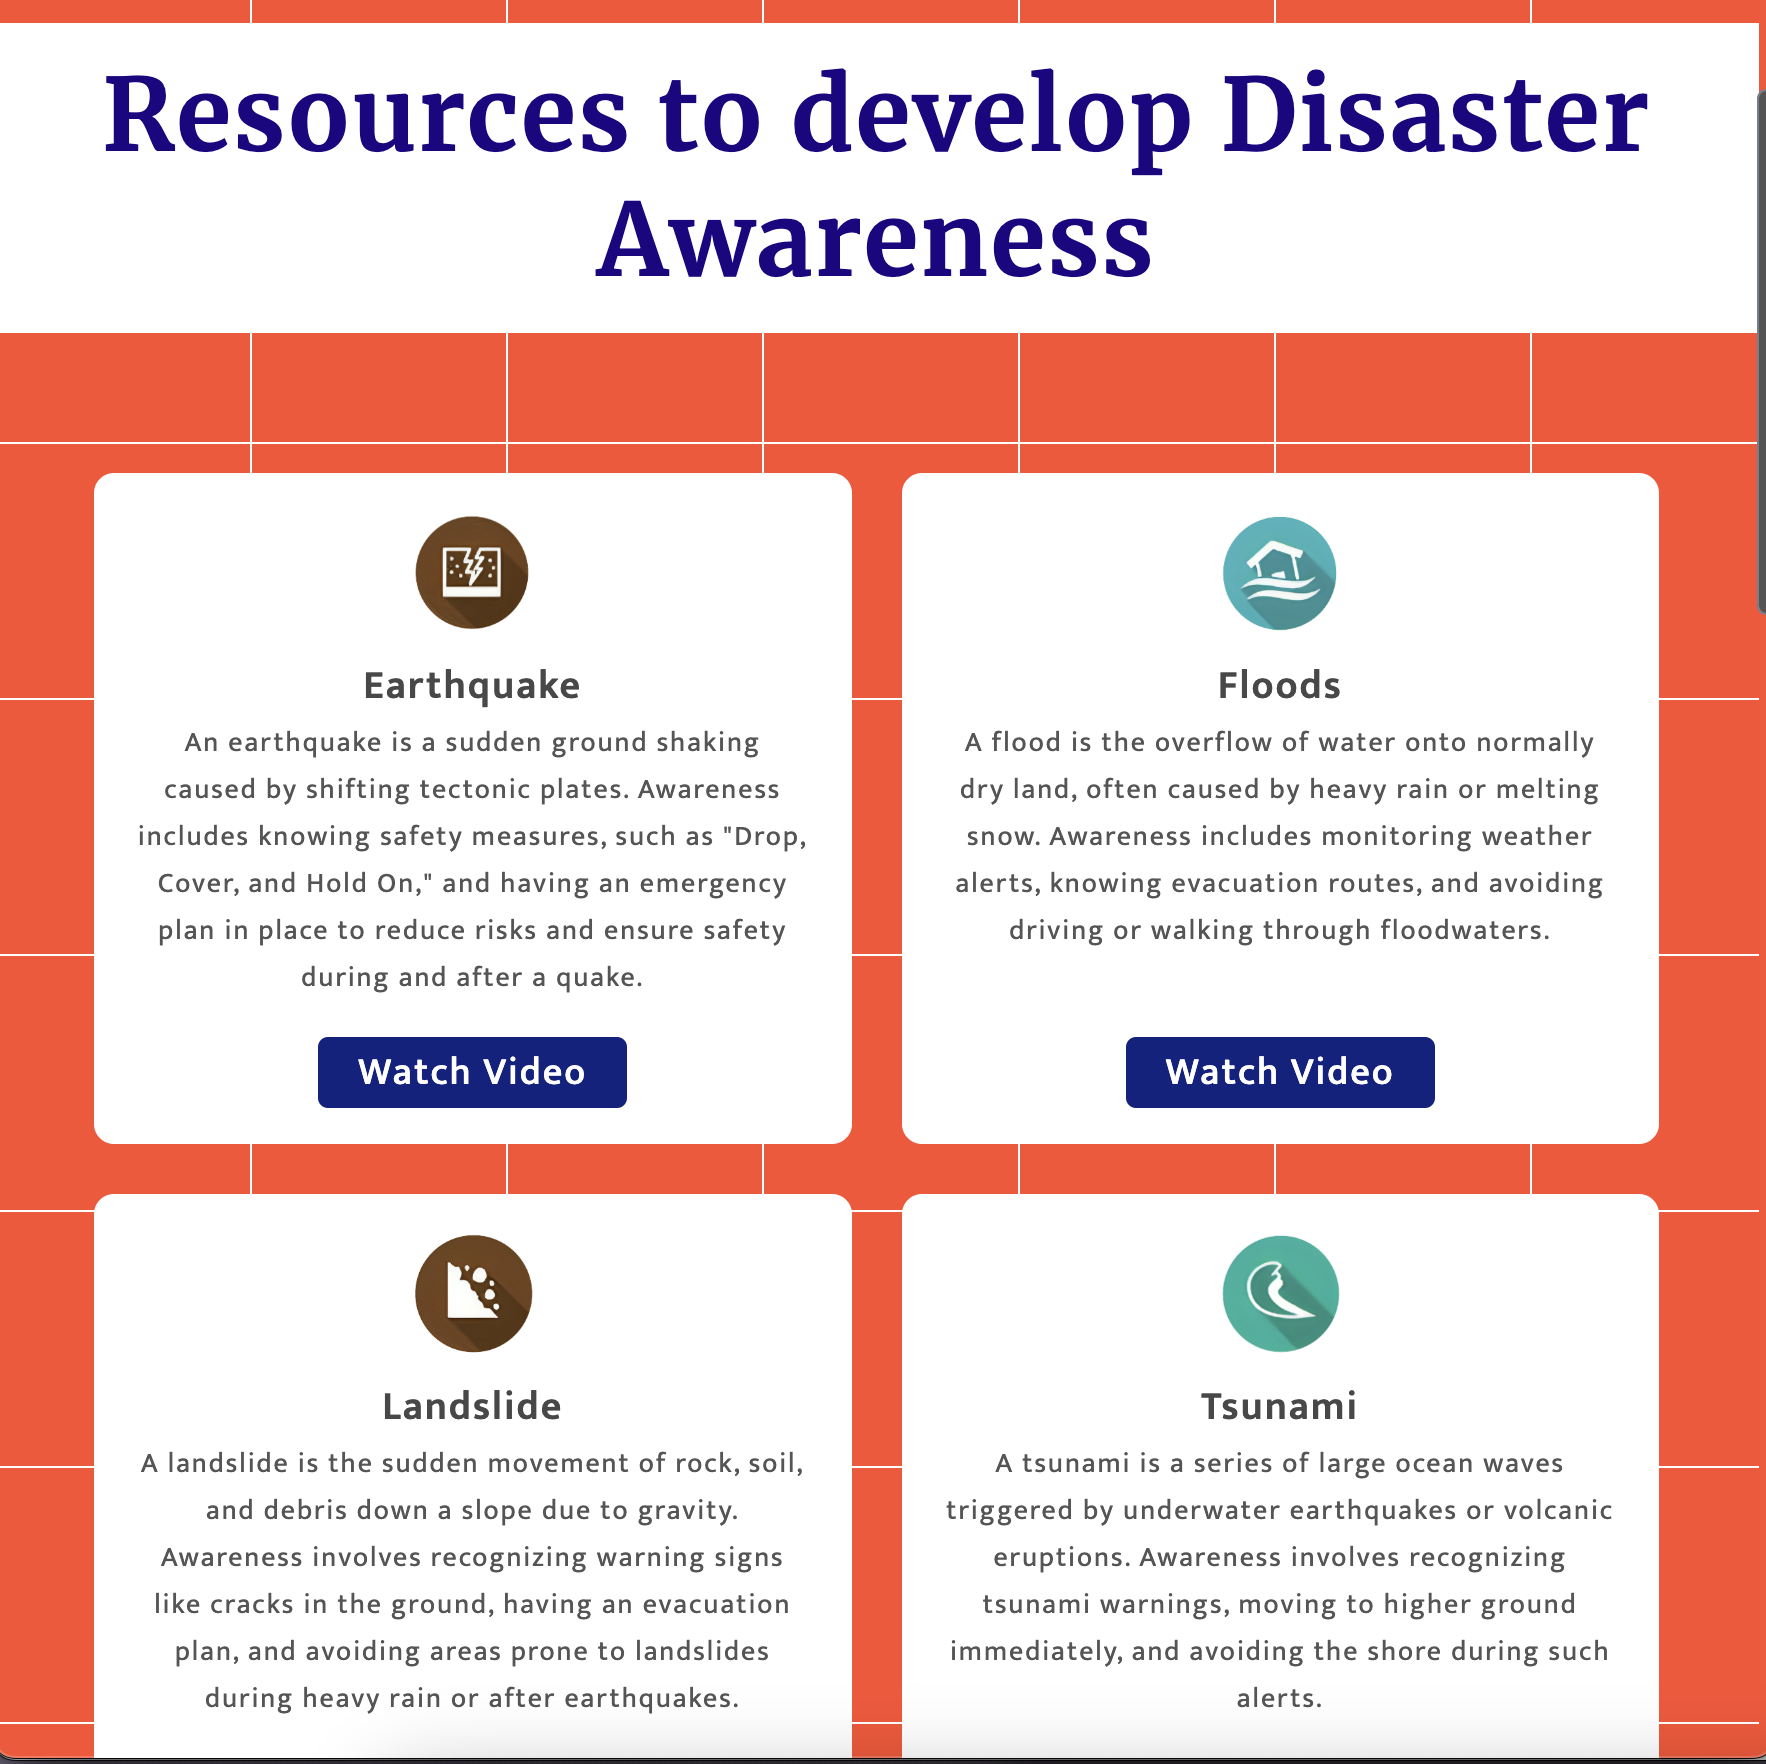 Resources to develop Disaster
Awareness
Earthquake
An earthquake is a sudden ground shaking
caused by shifting tectonic plates. Awareness
includes knowing safety measures, such as "Drop,
Cover, and Hold On," and having an emergency
plan in place to reduce risks and ensure safety
during and after a quake.
Watch Video
Floods
A flood is the overflow of water onto normally
dry land, often caused by heavy rain or melting
snow. Awareness includes monitoring weather
alerts, knowing evacuation routes, and avoiding
driving or walking through floodwaters.
Watch Video
Landslide
A landslide is the sudden movement of rock, soil,
and debris down a slope due to gravity.
Awareness involves recognizing warning signs
like cracks in the ground, having an evacuation
plan, and avoiding areas prone to landslides
during heavy rain or after earthquakes.
Tsunami
A tsunami is a series of large ocean waves
triggered by underwater earthquakes or volcanic
eruptions. Awareness involves recognizing
tsunami warnings, moving to higher ground
immediately, and avoiding the shore during such
alerts.